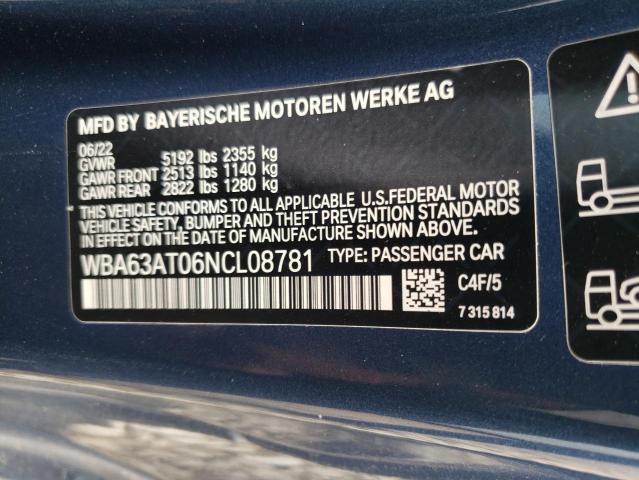 MFD BY BAYERISCHE MOTOREN WERKE AG
06/22
GVWR 5192 lbs 2355 kg
GAWR FRONT 2513 lbs 1140 kg
GAWR REAR 2822 lbs 1280 kg
THIS VEHICLE CONFORMS TO ALL APPLICABLE U.S.FEDERAL MOTOR
VEHICLE SAFETY, BUMPER AND THEFT PREVENTION STANDARDS
IN EFFECT ON THE DATE OF MANUFACTURE SHOWN ABOVE.
WBA63AT06NCL08781 TYPE: PASSENGER CAR
C4F/5
7 315 814